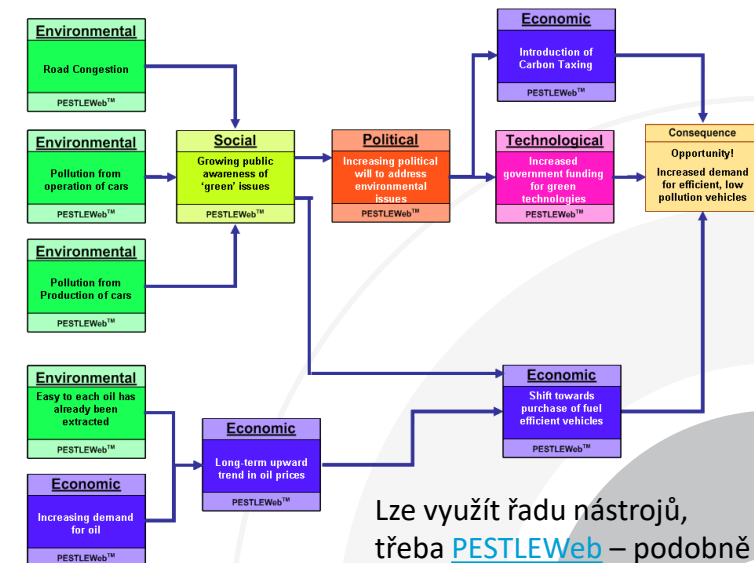 Environmental
Road Congestion
PESTLEWeb™
Environmental
Pollution from
operation of cars
PESTLEWeb™
Environmental
Pollution from
Production of cars
PESTLEWeb™
Social
Growing public
awareness of
‘green’ issues
PESTLEWeb™
Political
Increasing political
will to address
environmental
issues
PESTLEWeb™
Economic
Introduction of
Carbon Taxing
PESTLEWeb™
Technological
Increased
government funding
for green
technologies
PESTLEWeb™
Consequence
Opportunity!
Increased demand
for efficient, low
pollution vehicles
Environmental
Easy to each oil has
already been
extracted
PESTLEWeb™
Economic
Increasing demand
for oil
PESTLEWeb™
Economic
Long-term upward
trend in oil prices
PESTLEWeb™
Economic
Shift towards
purchase of fuel
efficient vehicles
PESTLEWeb™
Lze využít řadu nástrojů,
třeba PESTLEWeb – podobně